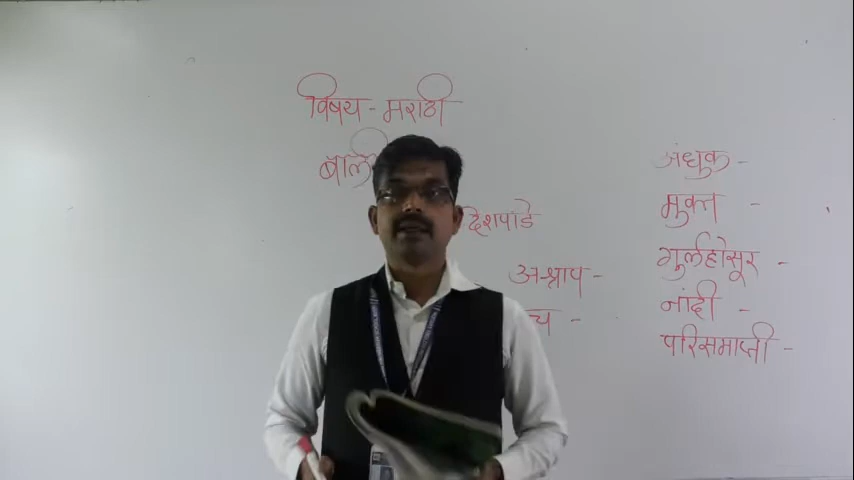 विषय - मराठी
देशपांडे
अश्राप -
च -
मुक्त -
गुर्लहोसूर -
नांदी -
परिसमाप्ती -